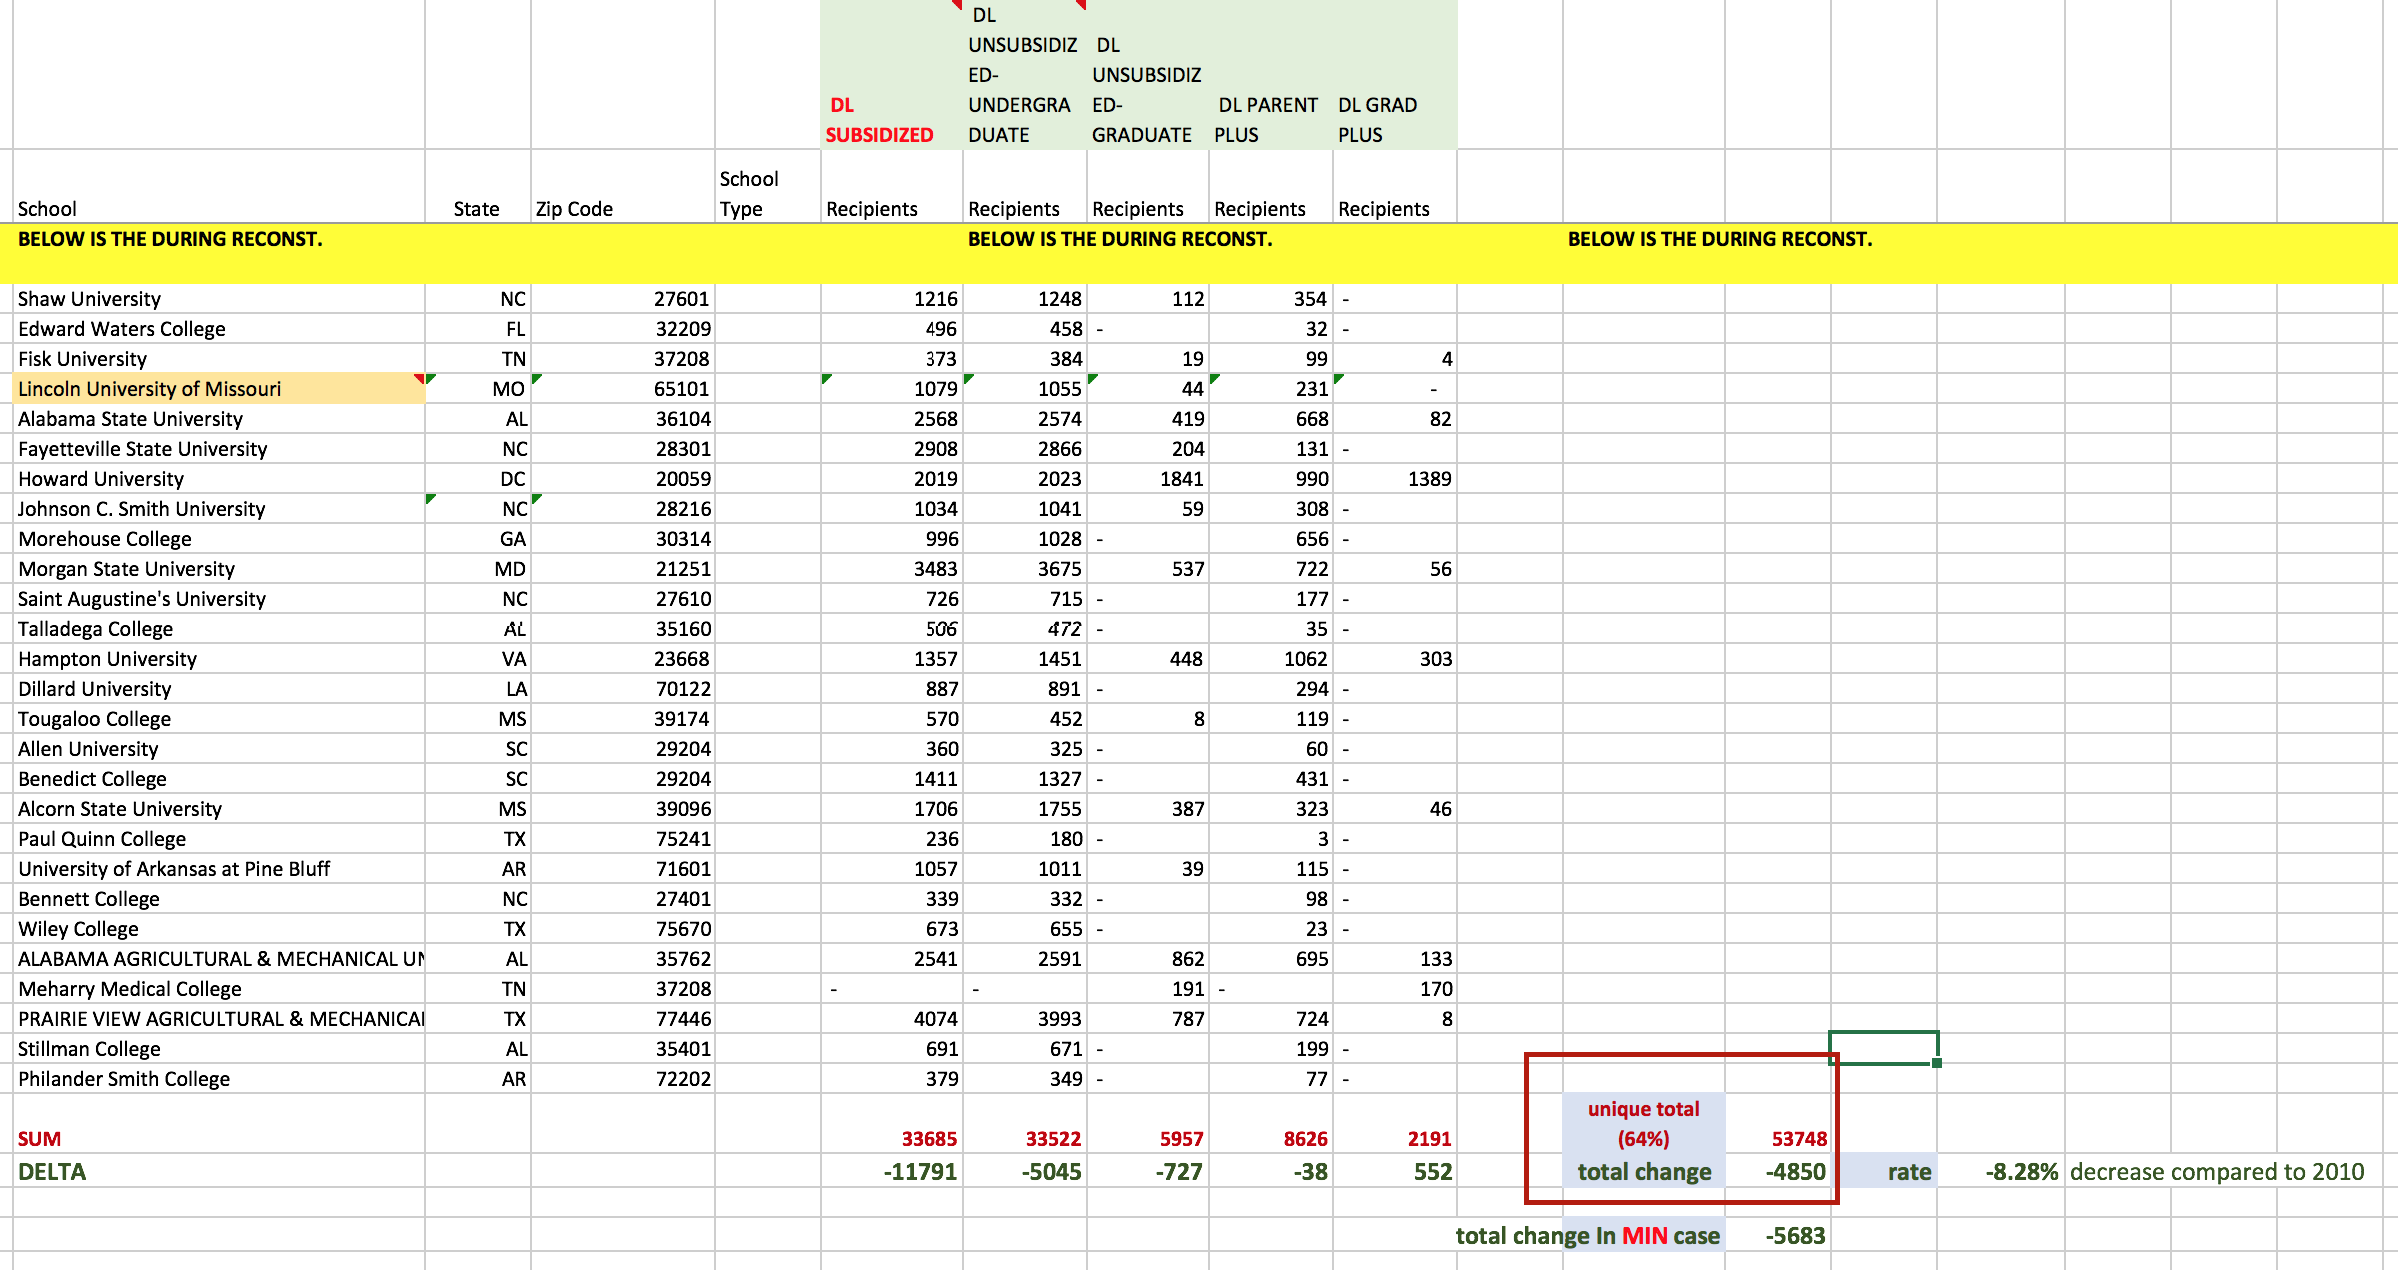 DL SUBSIDIZED
DL UNSUBSIDIZ ED- UNDERGRA DUATE
DL UNSUBSIDIZ ED- GRADUATE
DL PARENT PLUS
DL GRAD PLUS
School State Zip Code School Type Recipients Recipients Recipients Recipients Recipients
BELOW IS THE DURING RECONST. BELOW IS THE DURING RECONST. BELOW IS THE DURING RECONST.
Shaw University NC 27601 1216 1248 112 354 -
Edward Waters College FL 32209 496 458 - 32 -
Fisk University TN 37208 373 384 19 99 4
Lincoln University of Missouri MO 65101 1079 1055 44 231 -
Alabama State University AL 36104 2568 2574 419 668 82
Fayetteville State University NC 28301 2908 2866 204 131 -
Howard University DC 20059 2019 2023 1841 990 1389
Johnson C. Smith University NC 28216 1034 1041 59 308 -
Morehouse College GA 30314 996 1028 - 656 -
Morgan State University MD 21251 3483 3675 537 722 56
Saint Augustine's University NC 27610 726 715 - 177 -
Talladega College AL 35160 506 472 - 35 -
Hampton University VA 23668 1357 1451 448 1062 303
Dillard University LA 70122 887 891 - 294 -
Tougaloo College MS 39174 570 452 8 119 -
Allen University SC 29204 360 325 - 60 -
Benedict College SC 29204 1411 1327 - 431 -
Alcorn State University MS 39096 1706 1755 387 323 46
Paul Quinn College TX 75241 236 180 - 3 -
University of Arkansas at Pine Bluff AR 71601 1057 1011 39 115 -
Bennett College NC 27401 339 332 - 98 -
Wiley College TX 75670 673 655 - 23 -
ALABAMA AGRICULTURAL & MECHANICAL UN AL 35762 2541 2591 862 695 133
Meharry Medical College TN 37208 - - 191 - 170
PRAIRIE VIEW AGRICULTURAL & MECHANICAL TX 77446 4074 3993 787 724 8
Stillman College AL 35401 691 671 - 199 -
Philander Smith College AR 72202 379 349 - 77 -
SUM 33685 33522 5957 8626 2191 unique total (64%) 53748
DELTA -11791 -5045 -727 -38 552 total change -4850 rate -8.28% decrease compared to 2010
total change In MIN case -5683